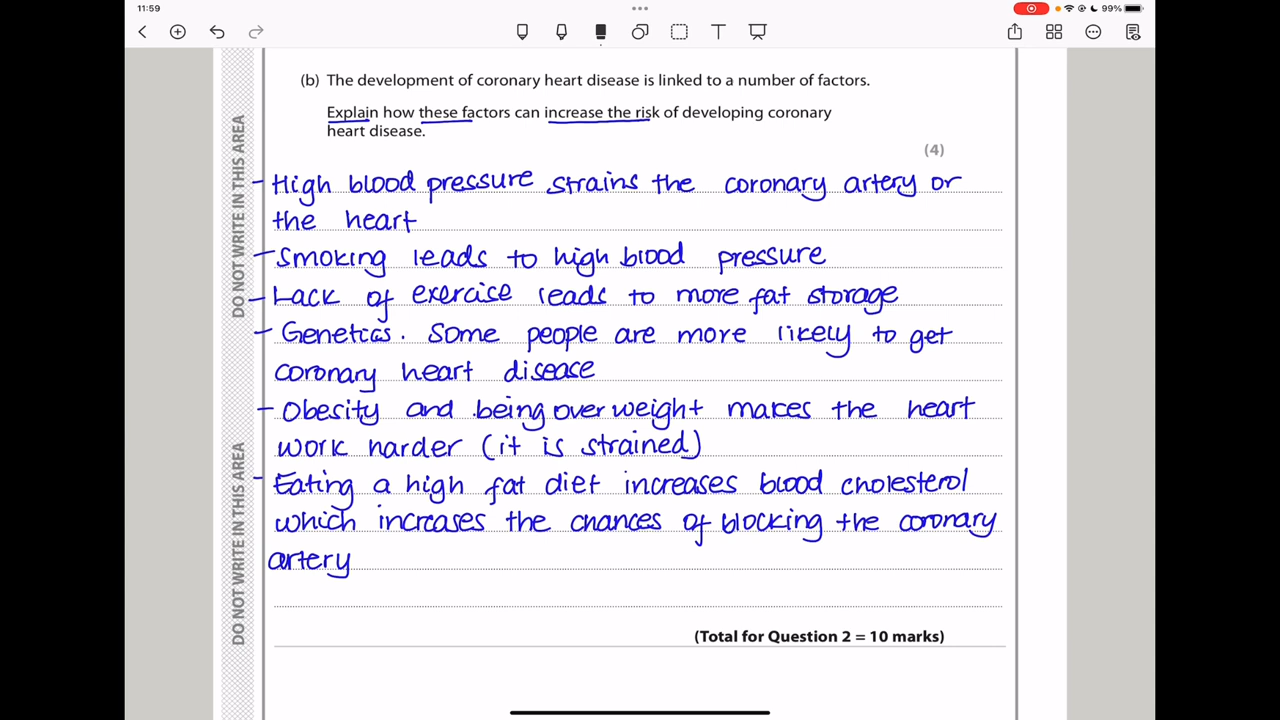 11:59
99%
T
(b) The development of coronary heart disease is linked to a number of factors.
Explain how these factors can increase the risk of developing coronary
heart disease.
(4)
- High blood pressure strains the coronary artery or
the heart
- Smoking leads to high blood pressure
- Lack of exercise leads to more fat storage
- Genetics. Some people are more likely to get
coronary heart disease
- Obesity and being overweight makes the heart
work harder (it is strained)
- Eating a high fat diet increases blood cholesterol
which increases the chances of blocking the coronary
artery
(Total for Question 2 = 10 marks)
DO NOT WRITE IN THIS AREA
DO NOT WRITE IN THIS AREA